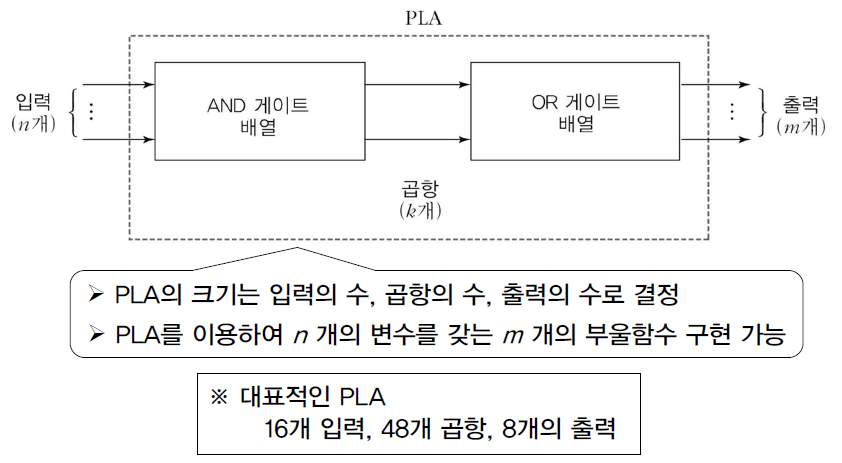 PLA
입력
(n개)
⋮
AND 게이트
배열
OR 게이트
배열
⋮
출력
(m개)
곱항
(k개)
➢ PLA의 크기는 입력의 수, 곱항의 수, 출력의 수로 결정
➢ PLA를 이용하여 n 개의 변수를 갖는 m 개의 부울함수 구현 가능
※ 대표적인 PLA
16개 입력, 48개 곱항, 8개의 출력